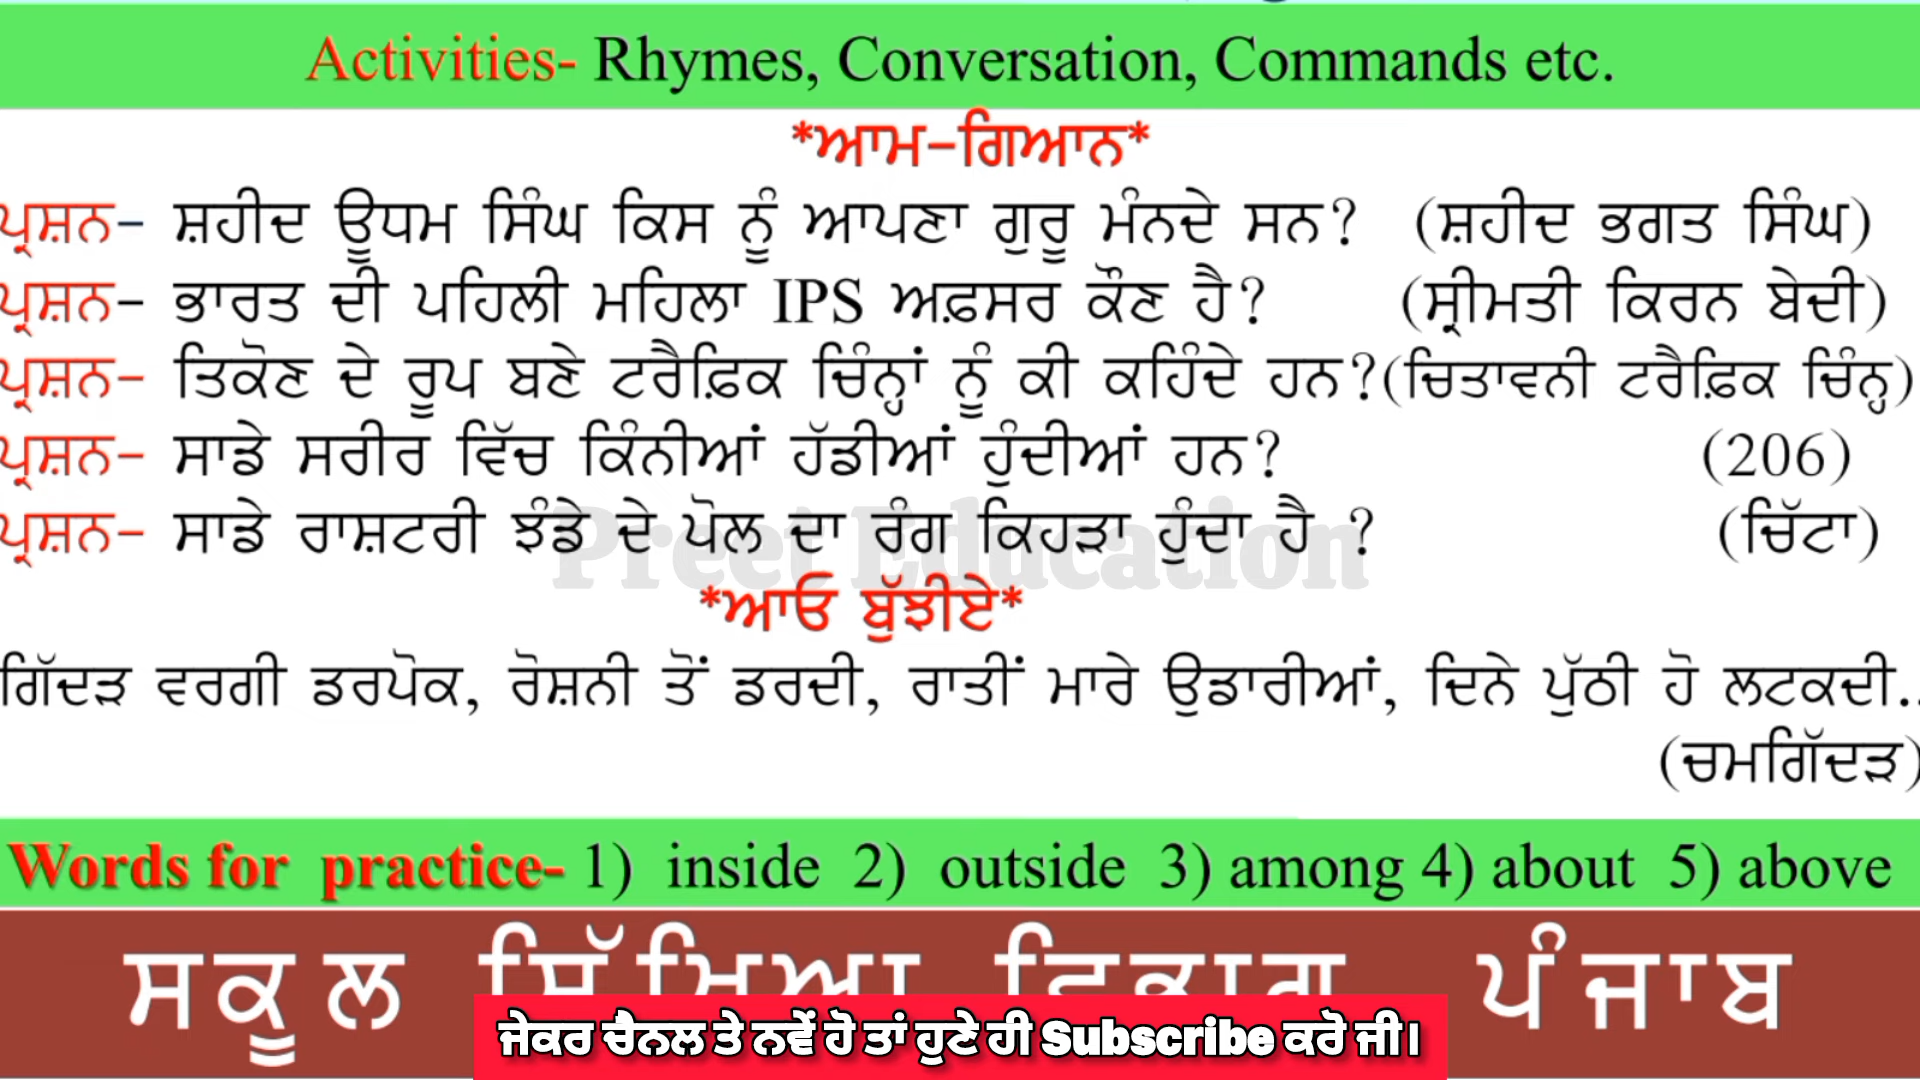 Activities- Rhymes, Conversation, Commands etc.
*ਆਮ-ਗਿਆਨ*
ਪ੍ਰਸ਼ਨ- ਸ਼ਹੀਦ ਊਧਮ ਸਿੰਘ ਕਿਸ ਨੂੰ ਆਪਣਾ ਗੁਰੂ ਮੰਨਦੇ ਸਨ? (ਸ਼ਹੀਦ ਭਗਤ ਸਿੰਘ)
ਪ੍ਰਸ਼ਨ- ਭਾਰਤ ਦੀ ਪਹਿਲੀ ਮਹਿਲਾ IPS ਅਫ਼ਸਰ ਕੌਣ ਹੈ? (ਸ੍ਰੀਮਤੀ ਕਿਰਨ ਬੇਦੀ)
ਪ੍ਰਸ਼ਨ- ਤਿਕੋਣ ਦੇ ਰੂਪ ਬਣੇ ਟਰੈਫ਼ਿਕ ਚਿੰਨ੍ਹਾਂ ਨੂੰ ਕੀ ਕਹਿੰਦੇ ਹਨ?(ਚਿਤਾਵਨੀ ਟਰੈਫ਼ਿਕ ਚਿੰਨ੍ਹ)
ਪ੍ਰਸ਼ਨ- ਸਾਡੇ ਸਰੀਰ ਵਿੱਚ ਕਿੰਨੀਆਂ ਹੱਡੀਆਂ ਹੁੰਦੀਆਂ ਹਨ? (206)
ਪ੍ਰਸ਼ਨ- ਸਾਡੇ ਰਾਸ਼ਟਰੀ ਝੰਡੇ ਦੇ ਪੋਲ ਦਾ ਰੰਗ ਕਿਹੜਾ ਹੁੰਦਾ ਹੈ ? (ਚਿੱਟਾ)
Preet Education
*ਆਓ ਬੁੱਝੀਏ*
ਗਿੱਦੜ ਵਰਗੀ ਡਰਪੋਕ, ਰੋਸ਼ਨੀ ਤੋਂ ਡਰਦੀ, ਰਾਤੀਂ ਮਾਰੇ ਉਡਾਰੀਆਂ, ਦਿਨੇ ਪੁੱਠੀ ਹੋ ਲਟਕਦੀ..
(ਚਮਗਿੱਦੜ)
Words for practice- 1) inside 2) outside 3) among 4) about 5) above
ਸਕੂਲ ਪੰਜਾਬ
ਜੇਕਰ ਚੈਨਲ ਤੇ ਨਵੇਂ ਹੋ ਤਾਂ ਹੁਣੇ ਹੀ Subscribe ਕਰੋ ਜੀ।